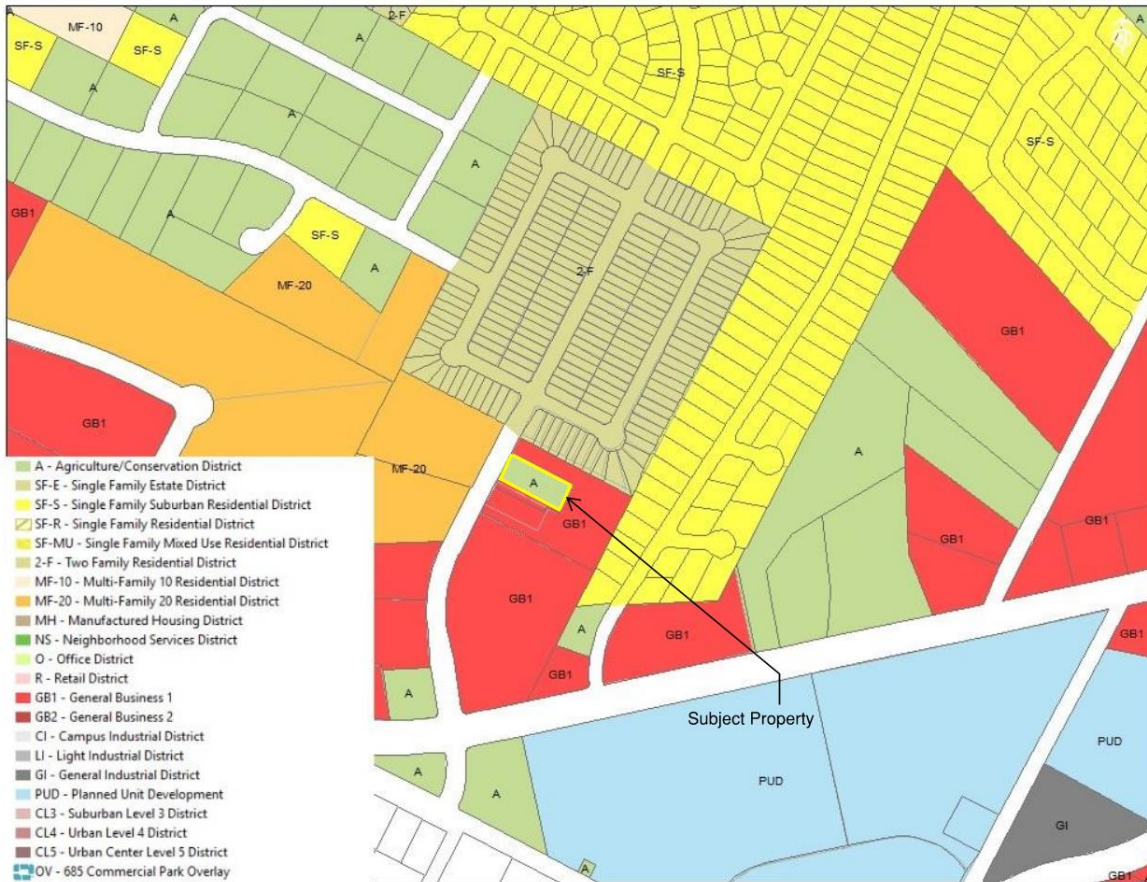 A
2-F
A
MF-10
SF-S
SF-S
A
SF-S
A
A
A
SF-S
A
GB1
SF-S
A
A
2-F
MF-20
GB1
GB1
A
MF-20
A
GB1
GB1
GB1
GB1
GB1
A
GB1
GB1
GB1
A
Subject Property
PUD
A
PUD
A
GI
A
GB1
A - Agriculture/Conservation District
SF-E - Single Family Estate District
SF-S - Single Family Suburban Residential District
SF-R - Single Family Residential District
SF-MU - Single Family Mixed Use Residential District
2-F - Two Family Residential District
MF-10 - Multi-Family 10 Residential District
MF-20 - Multi-Family 20 Residential District
MH - Manufactured Housing District
NS - Neighborhood Services District
O - Office District
R - Retail District
GB1 - General Business 1
GB2 - General Business 2
CI - Campus Industrial District
LI - Light Industrial District
GI - General Industrial District
PUD - Planned Unit Development
CL3 - Suburban Level 3 District
CL4 - Urban Level 4 District
CL5 - Urban Center Level 5 District
OV - 685 Commercial Park Overlay